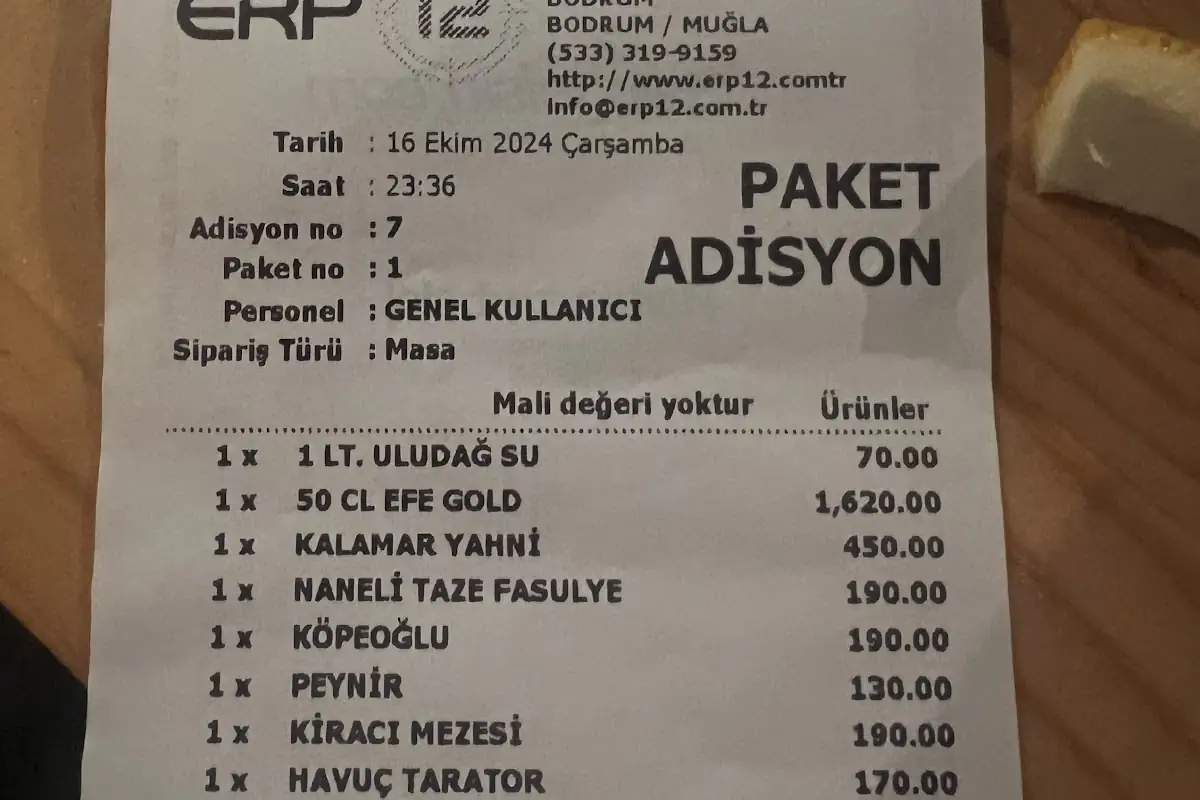 ERP 12
BODRUM
BODRUM / MUĞLA
(533) 319-9159
http://www.erp12.comtr
info@erp12.com.tr
Tarih : 16 Ekim 2024 Çarşamba
Saat : 23:36
PAKET
ADİSYON
Adisyon no : 7
Paket no : 1
Personel : GENEL KULLANICI
Sipariş Türü : Masa
Mali değeri yoktur Ürünler
1 x 1 LT. ULUDAĞ SU 70.00
1 x 50 CL EFE GOLD 1,620.00
1 x KALAMAR YAHNİ 450.00
1 x NANELİ TAZE FASULYE 190.00
1 x KÖPEOĞLU 190.00
1 x PEYNİR 130.00
1 x KİRACI MEZESİ 190.00
1 x HAVUÇ TARATOR 170.00